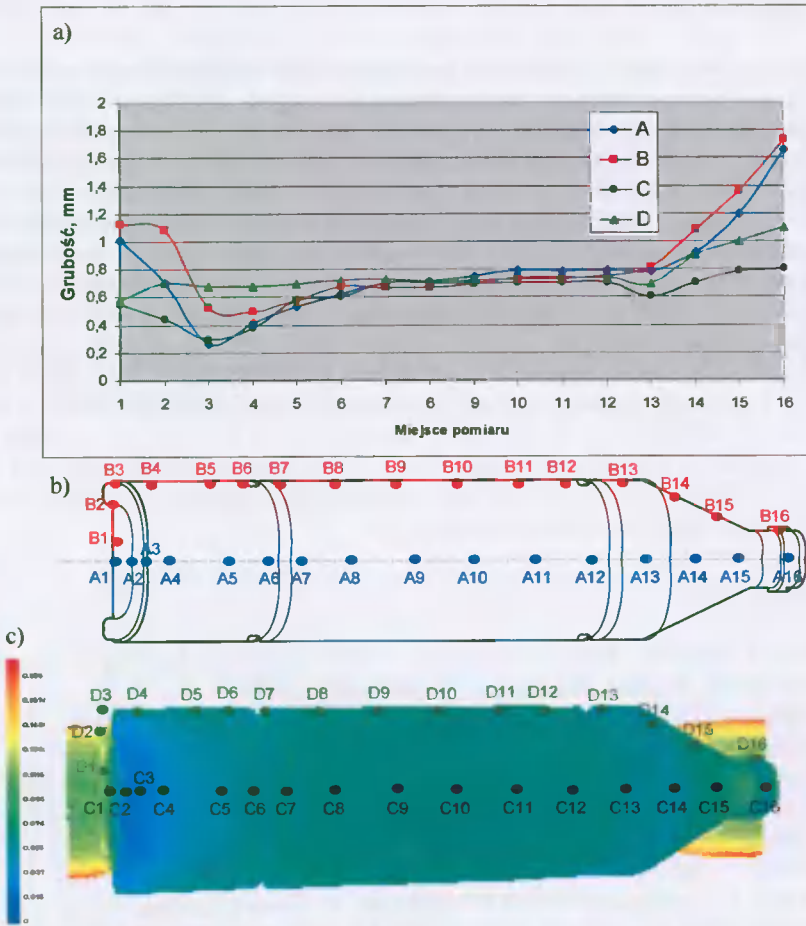 a)
2
1,8
1,6
1,4
1,2
1
0,8
0,6
0,4
0,2
0
Grubość, mm
A
B
C
D
1 2 3 4 5 6 7 8 9 10 11 12 13 14 15 16
Miejsce pomiaru
b)
B3 B4 B5 B6 B7 B8 B9 B10 B11 B12 B13
B14
B2
B15
B16
B1
A3
A1 A2 A4 A5 A6 A7 A8 A9 A10 A11 A12 A13 A14 A15 A16
c)
D3 D4 D5 D6 D7 D8 D9 D10 D11 D12 D13
D14
D2
D15
D16
D1
C3
C1 C2 C4 C5 C6 C7 C8 C9 C10 C11 C12 C13 C14 C15 C16
0